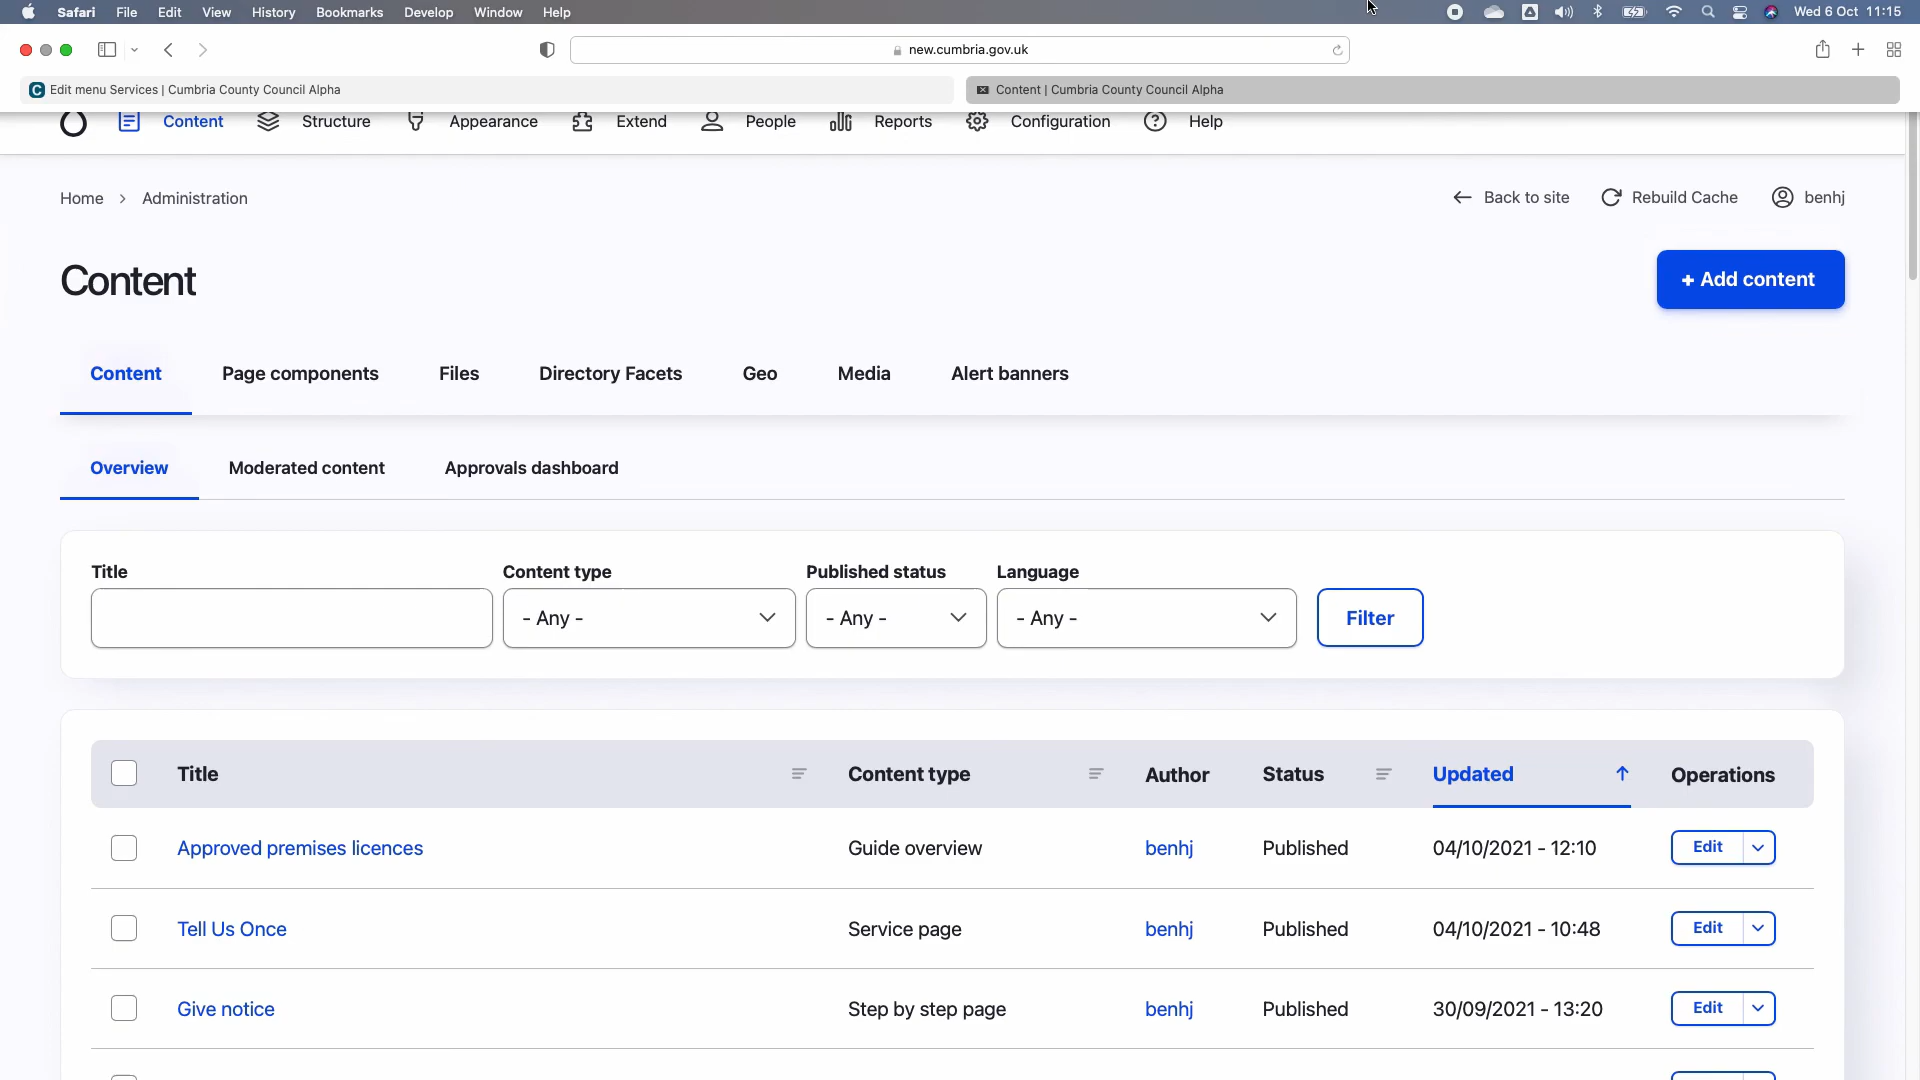 Safari File Edit View History Bookmarks Develop Window Help Wed 6 Oct 11:15
new.cumbria.gov.uk
Edit menu Services | Cumbria County Council Alpha Content | Cumbria County Council Alpha
Content Structure Appearance Extend People Reports Configuration Help
Home > Administration Back to site Rebuild Cache benhj
Content + Add content
Content Page components Files Directory Facets Geo Media Alert banners
Overview Moderated content Approvals dashboard
Title Content type Published status Language
- Any - - Any - - Any - Filter
Title Content type Author Status Updated Operations
Approved premises licences Guide overview benhj Published 04/10/2021 - 12:10 Edit
Tell Us Once Service page benhj Published 04/10/2021 - 10:48 Edit
Give notice Step by step page benhj Published 30/09/2021 - 13:20 Edit